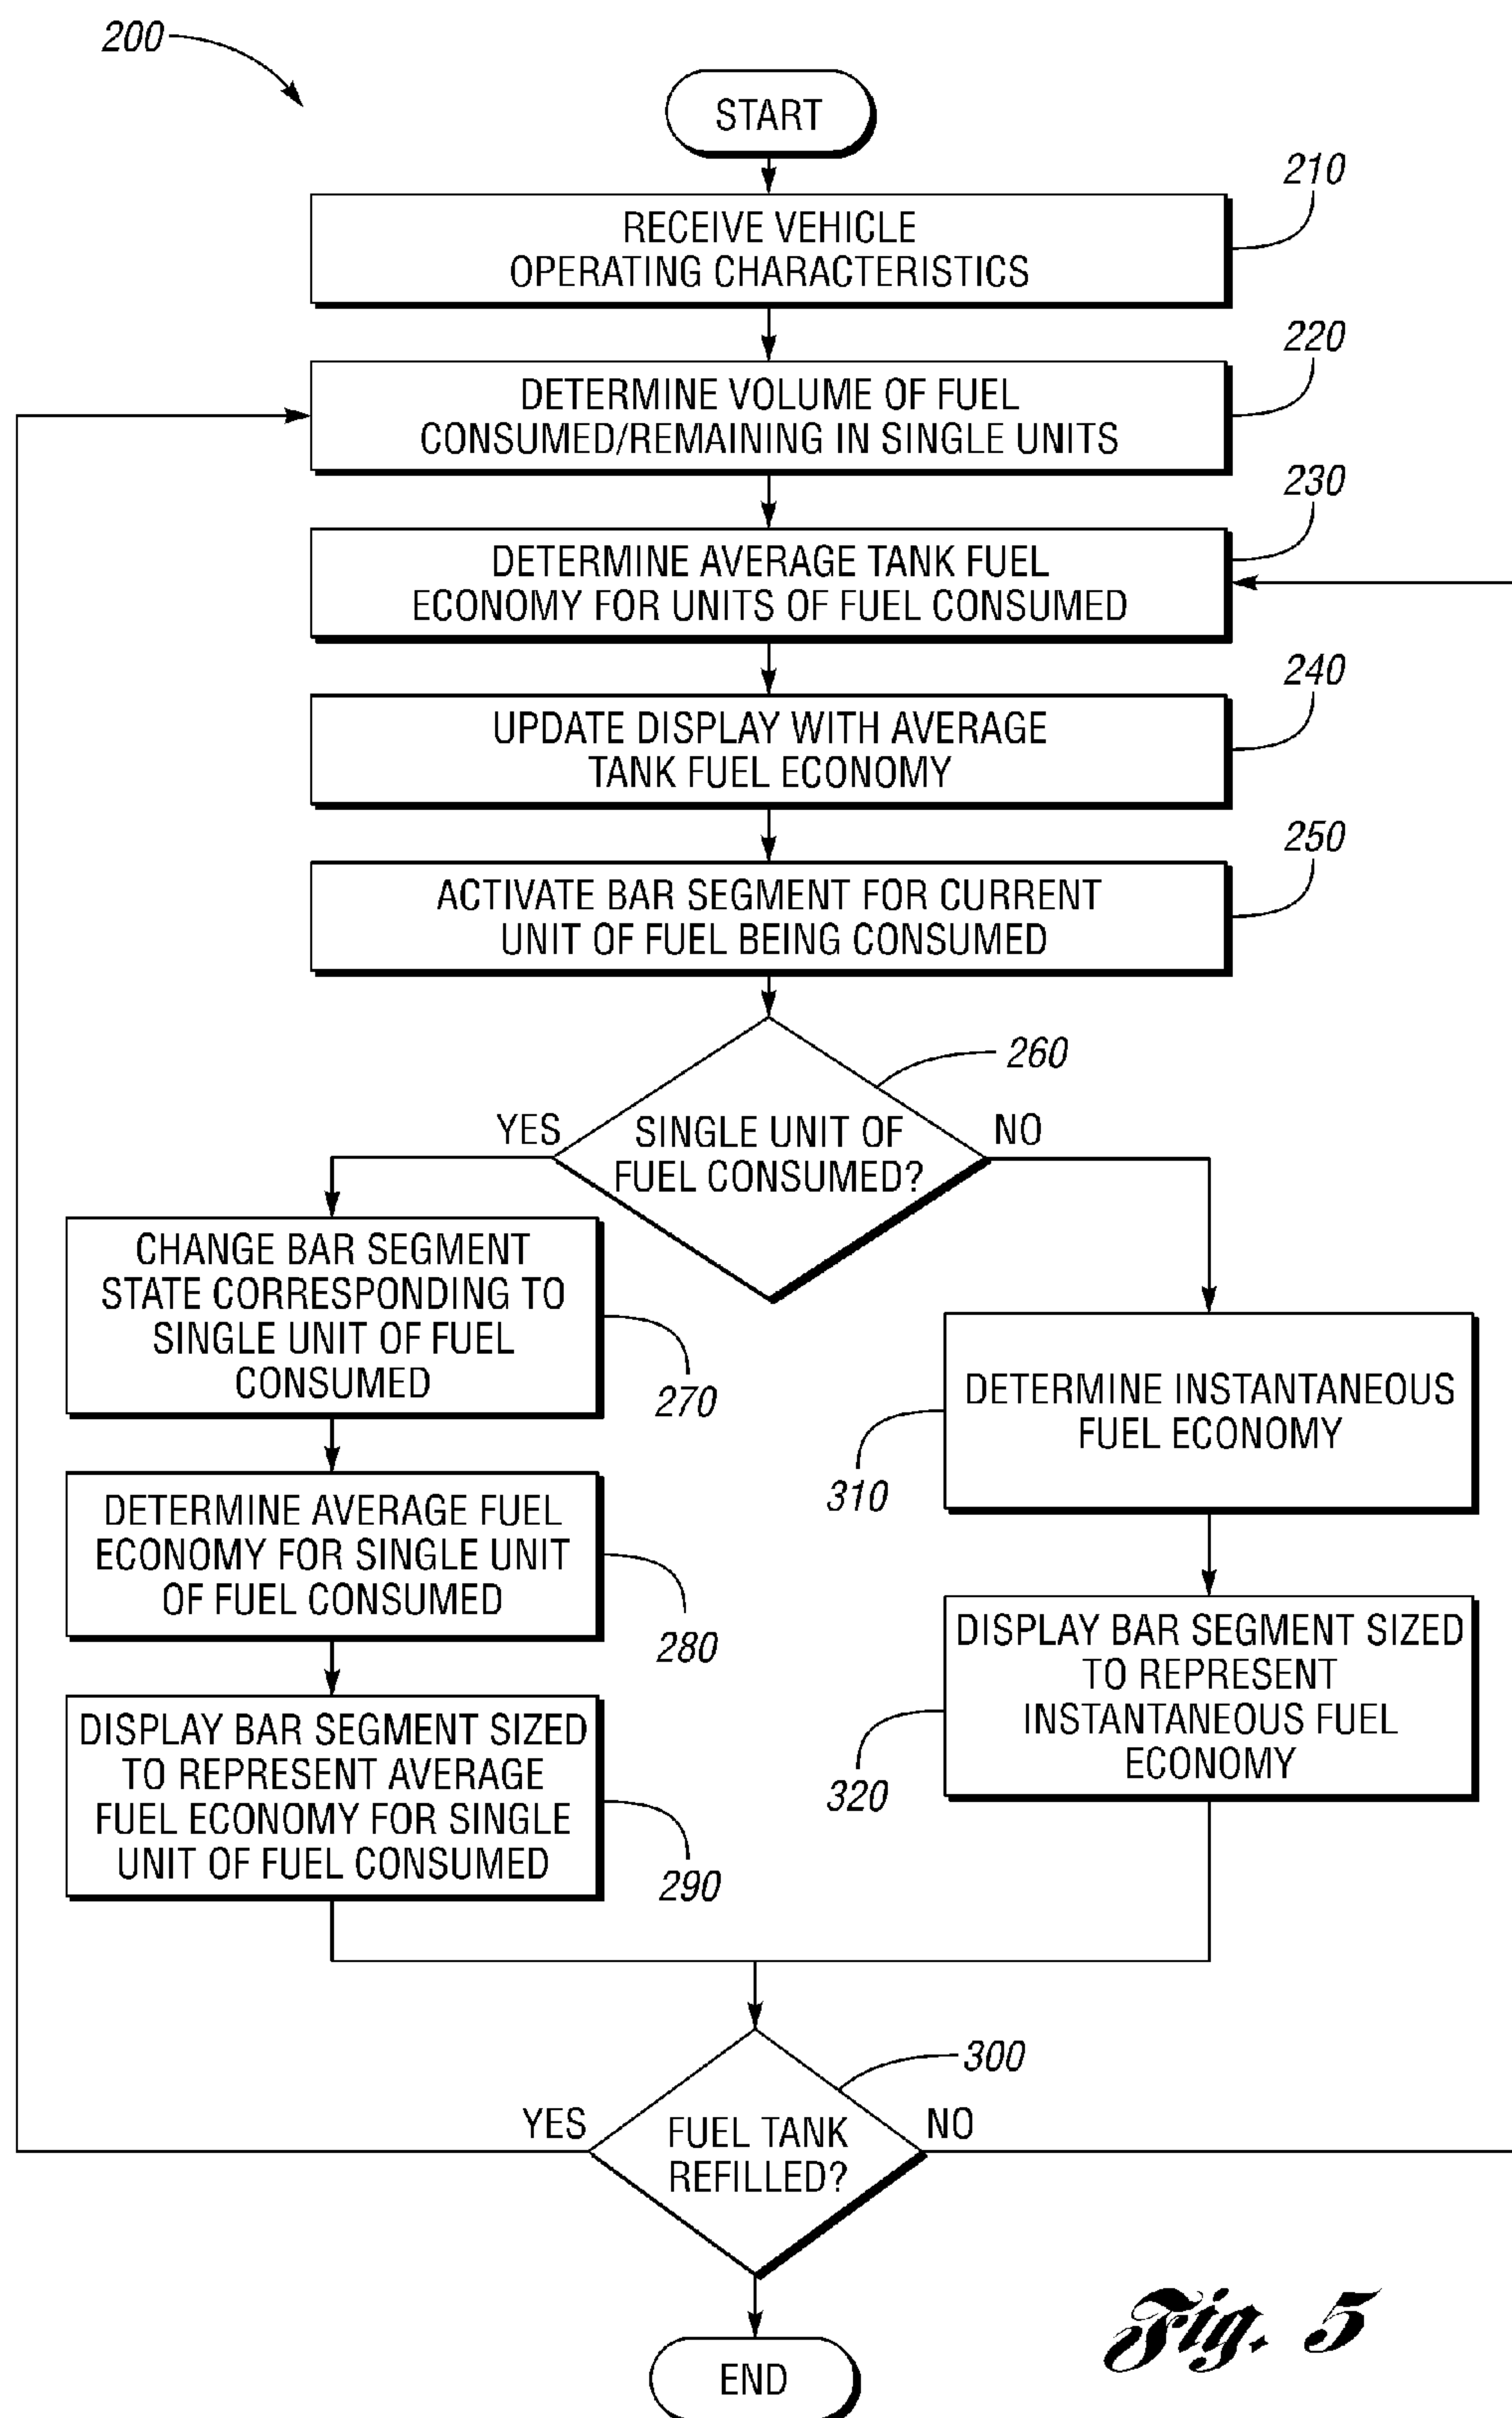 200
START
210
RECEIVE VEHICLE
OPERATING CHARACTERISTICS
220
DETERMINE VOLUME OF FUEL
CONSUMED/REMAINING IN SINGLE UNITS
230
DETERMINE AVERAGE TANK FUEL
ECONOMY FOR UNITS OF FUEL CONSUMED
240
UPDATE DISPLAY WITH AVERAGE
TANK FUEL ECONOMY
250
ACTIVATE BAR SEGMENT FOR CURRENT
UNIT OF FUEL BEING CONSUMED
260
YES
SINGLE UNIT OF
FUEL CONSUMED?
NO
CHANGE BAR SEGMENT
STATE CORRESPONDING TO
SINGLE UNIT OF FUEL
CONSUMED
270
DETERMINE AVERAGE FUEL
ECONOMY FOR SINGLE UNIT
OF FUEL CONSUMED
280
DISPLAY BAR SEGMENT SIZED
TO REPRESENT AVERAGE
FUEL ECONOMY FOR SINGLE
UNIT OF FUEL CONSUMED
290
DETERMINE INSTANTANEOUS
FUEL ECONOMY
310
DISPLAY BAR SEGMENT SIZED
TO REPRESENT
INSTANTANEOUS FUEL
ECONOMY
320
300
YES
FUEL TANK
REFILLED?
NO
END
Fig. 5